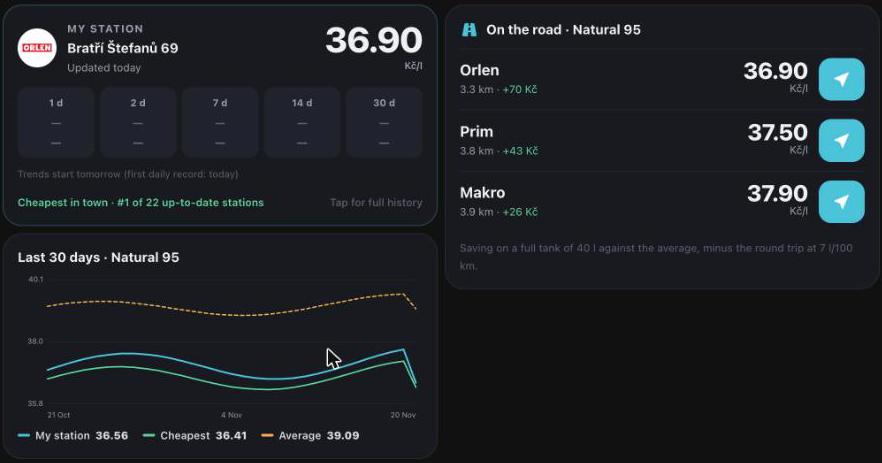 MY STATION
ORLEN
Bratří Štefanů 69
36.90
Updated today
Kč/l
1 d
2 d
7 d
14 d
30 d
— — — — —
— — — — —
Trends start tomorrow (first daily record: today)
Cheapest in town · #1 of 22 up-to-date stations
Tap for full history
Last 30 days · Natural 95
40.1
38.0
35.8
21 Oct
4 Nov
20 Nov
My station 36.56
Cheapest 36.41
Average 39.09
On the road · Natural 95
Orlen
36.90
3.3 km · +70 Kč
Kč/l
Prim
37.50
3.8 km · +43 Kč
Kč/l
Makro
37.90
3.9 km · +26 Kč
Kč/l
Saving on a full tank of 40 l against the average, minus the round trip at 7 l/100
km.